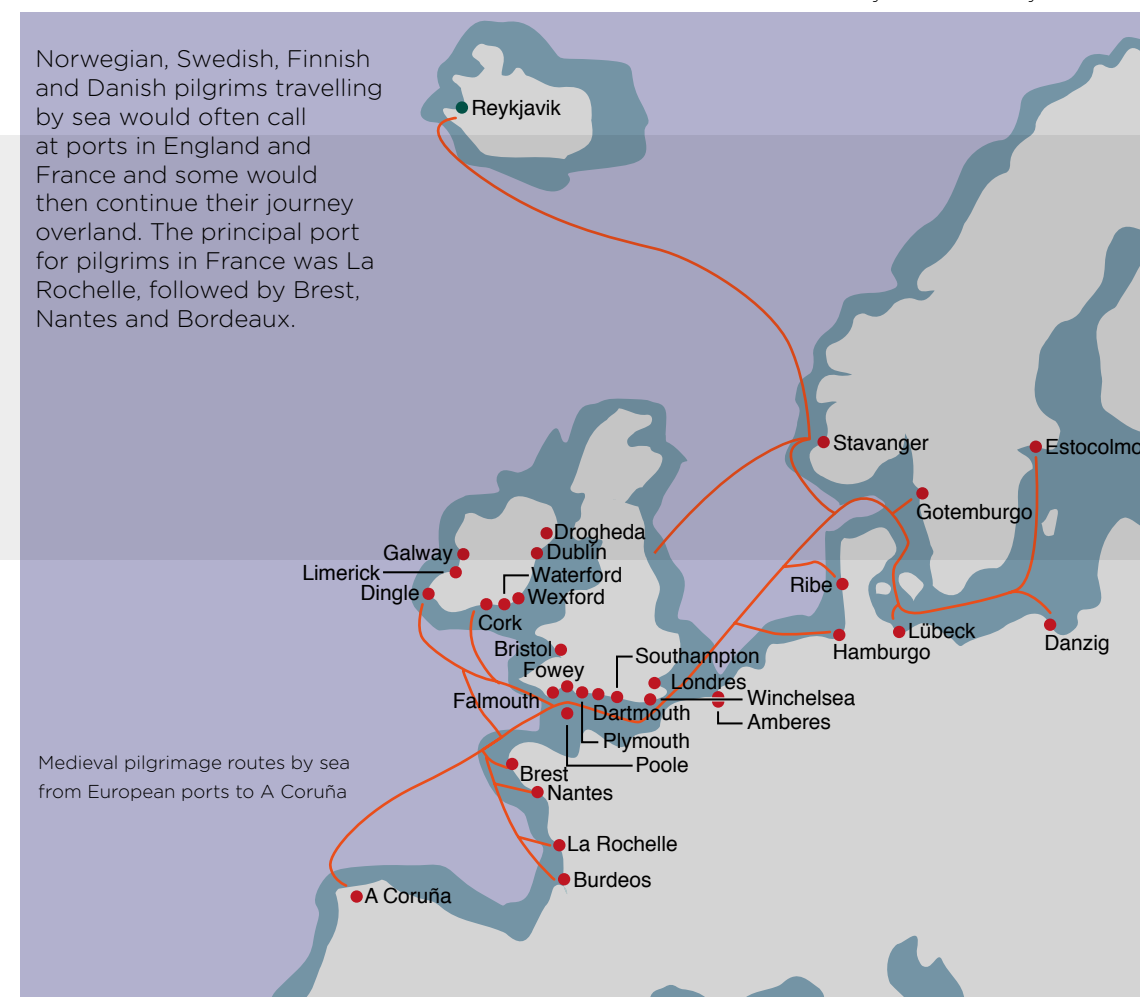 Norwegian, Swedish, Finnish
and Danish pilgrims travelling
by sea would often call
at ports in England and
France and some would
then continue their journey
overland. The principal port
for pilgrims in France was La
Rochelle, followed by Brest,
Nantes and Bordeaux.
Reykjavik
Stavanger
Estocolmo
Gotemburgo
Drogheda
Galway
Dublín
Limerick
Waterford
Ribe
Dingle
Wexford
Cork
Lübeck
Danzig
Hamburgo
Bristol
Southampton
Fowey
Londres
Falmouth
Winchelsea
Dartmouth
Amberes
Plymouth
Medieval pilgrimage routes by sea
from European ports to A Coruña
Poole
Brest
Nantes
La Rochelle
Burdeos
A Coruña